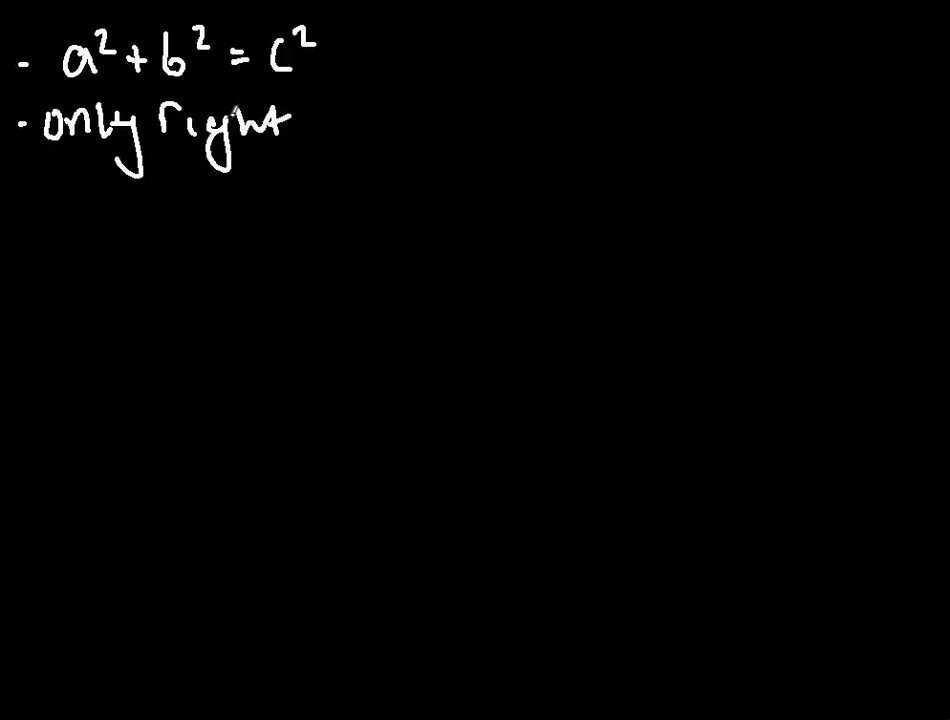 - a² + b² = c²
- only right